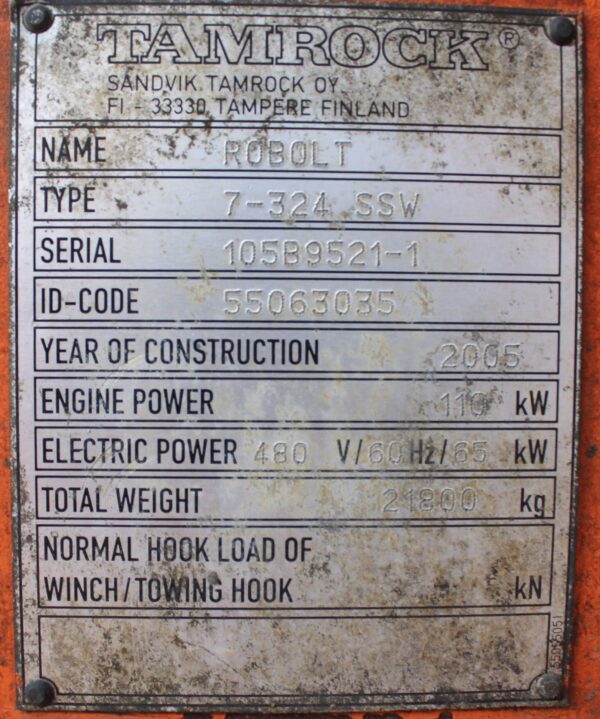 TAMROCK®
SANDVIK TAMROCK OY
FI - 33330 TAMPERE FINLAND
NAME ROBOLT
TYPE 7-324 SSW
SERIAL 105B9521-1
ID-CODE 55063035
YEAR OF CONSTRUCTION 2005
ENGINE POWER 110 kW
ELECTRIC POWER 480 V/60Hz/65 kW
TOTAL WEIGHT 21800 kg
NORMAL HOOK LOAD OF
WINCH/TOWING HOOK kN